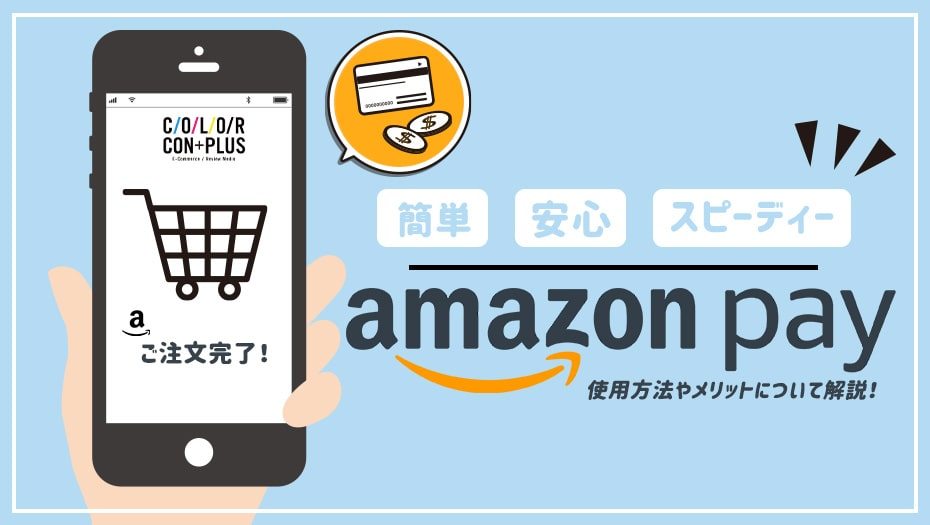 C/O/L/O/R
CON+PLUS
E-Commerce / Review Media
a
ご注文完了!
0000000000
$
$
簡単 安心 スピーディー
amazon pay
使用方法やメリットについて解説!